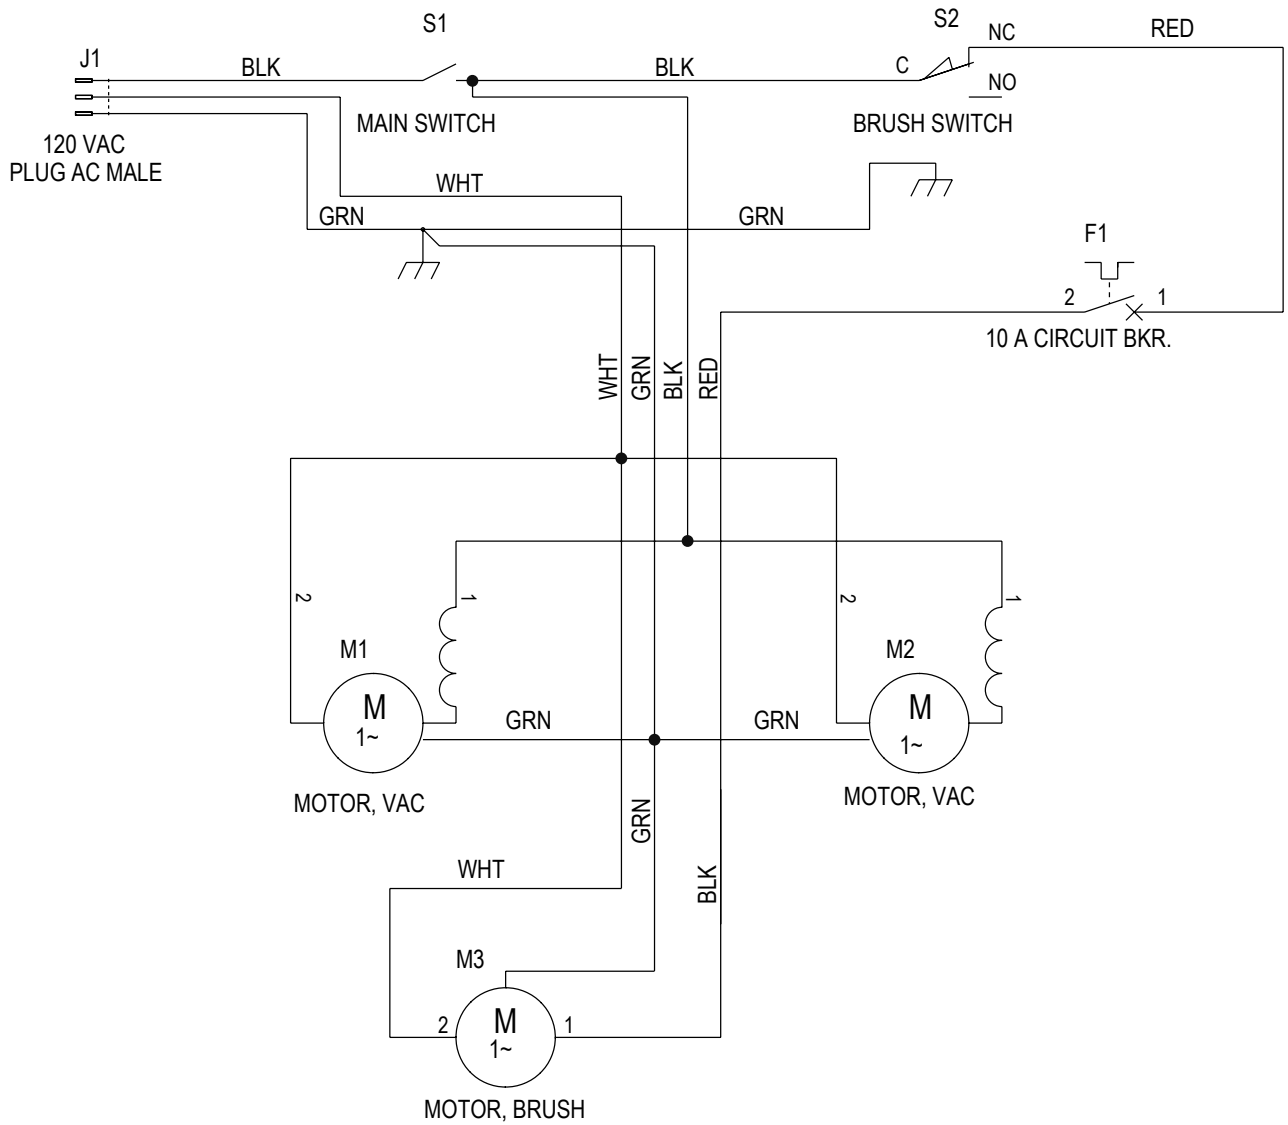 S1
S2
NC
RED
J1
BLK
BLK
C
NO
MAIN SWITCH
BRUSH SWITCH
120 VAC
PLUG AC MALE
WHT
GRN
GRN
F1
2
1
10 A CIRCUIT BKR.
WHT
GRN
BLK
RED
2
1
2
1
M1
M2
M
1~
GRN
GRN
M
1~
MOTOR, VAC
MOTOR, VAC
GRN
WHT
BLK
M3
2
M
1~
1
MOTOR, BRUSH